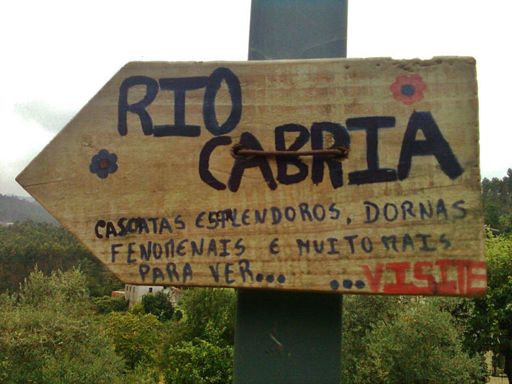 RIO
CABRIA
CASCATAS ESPLENDOROS, DORNAS
FENOMENAIS E MUITO MAIS
PARA VER... ...VISITE